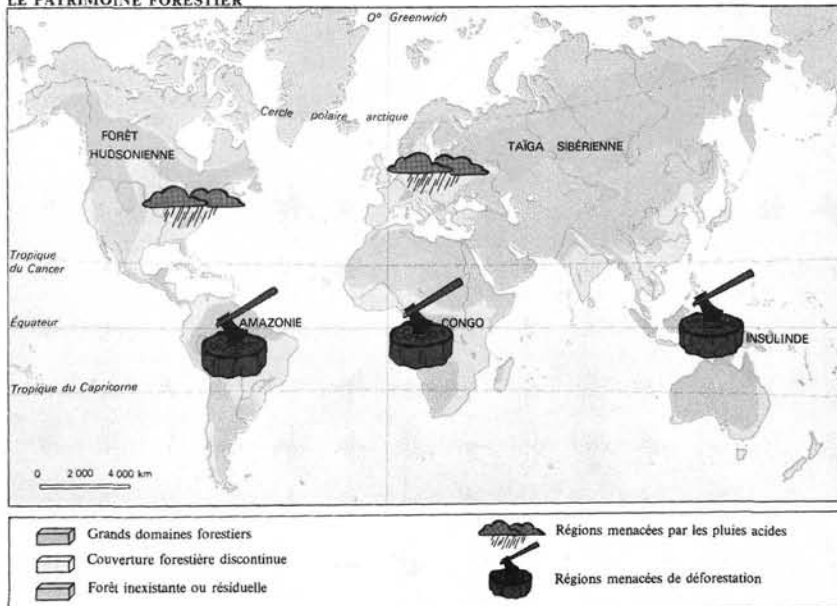 LE PATRIMOINE FORESTIER
0° Greenwich
Cercle polaire arctique
FORÊT
HUDSONIENNE
TAÏGA SIBÉRIENNE
Tropique
du Cancer
Équateur
AMAZONIE
CONGO
INSULINDE
Tropique du Capricorne
0 2 000 4 000 km
Grands domaines forestiers
Couverture forestière discontinue
Forêt inexistante ou résiduelle
Régions menacées par les pluies acides
Régions menacées de déforestation